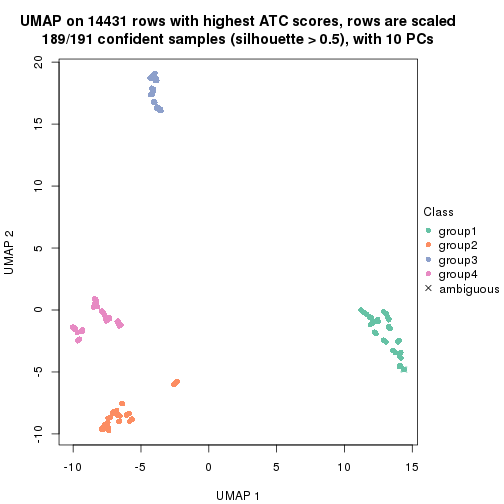 UMAP on 14431 rows with highest ATC scores, rows are scaled
189/191 confident samples (silhouette > 0.5), with 10 PCs
20
15
10
5
0
-5
-10
UMAP 2
-10
-5
0
5
10
15
UMAP 1
Class
group1
group2
group3
group4
ambiguous